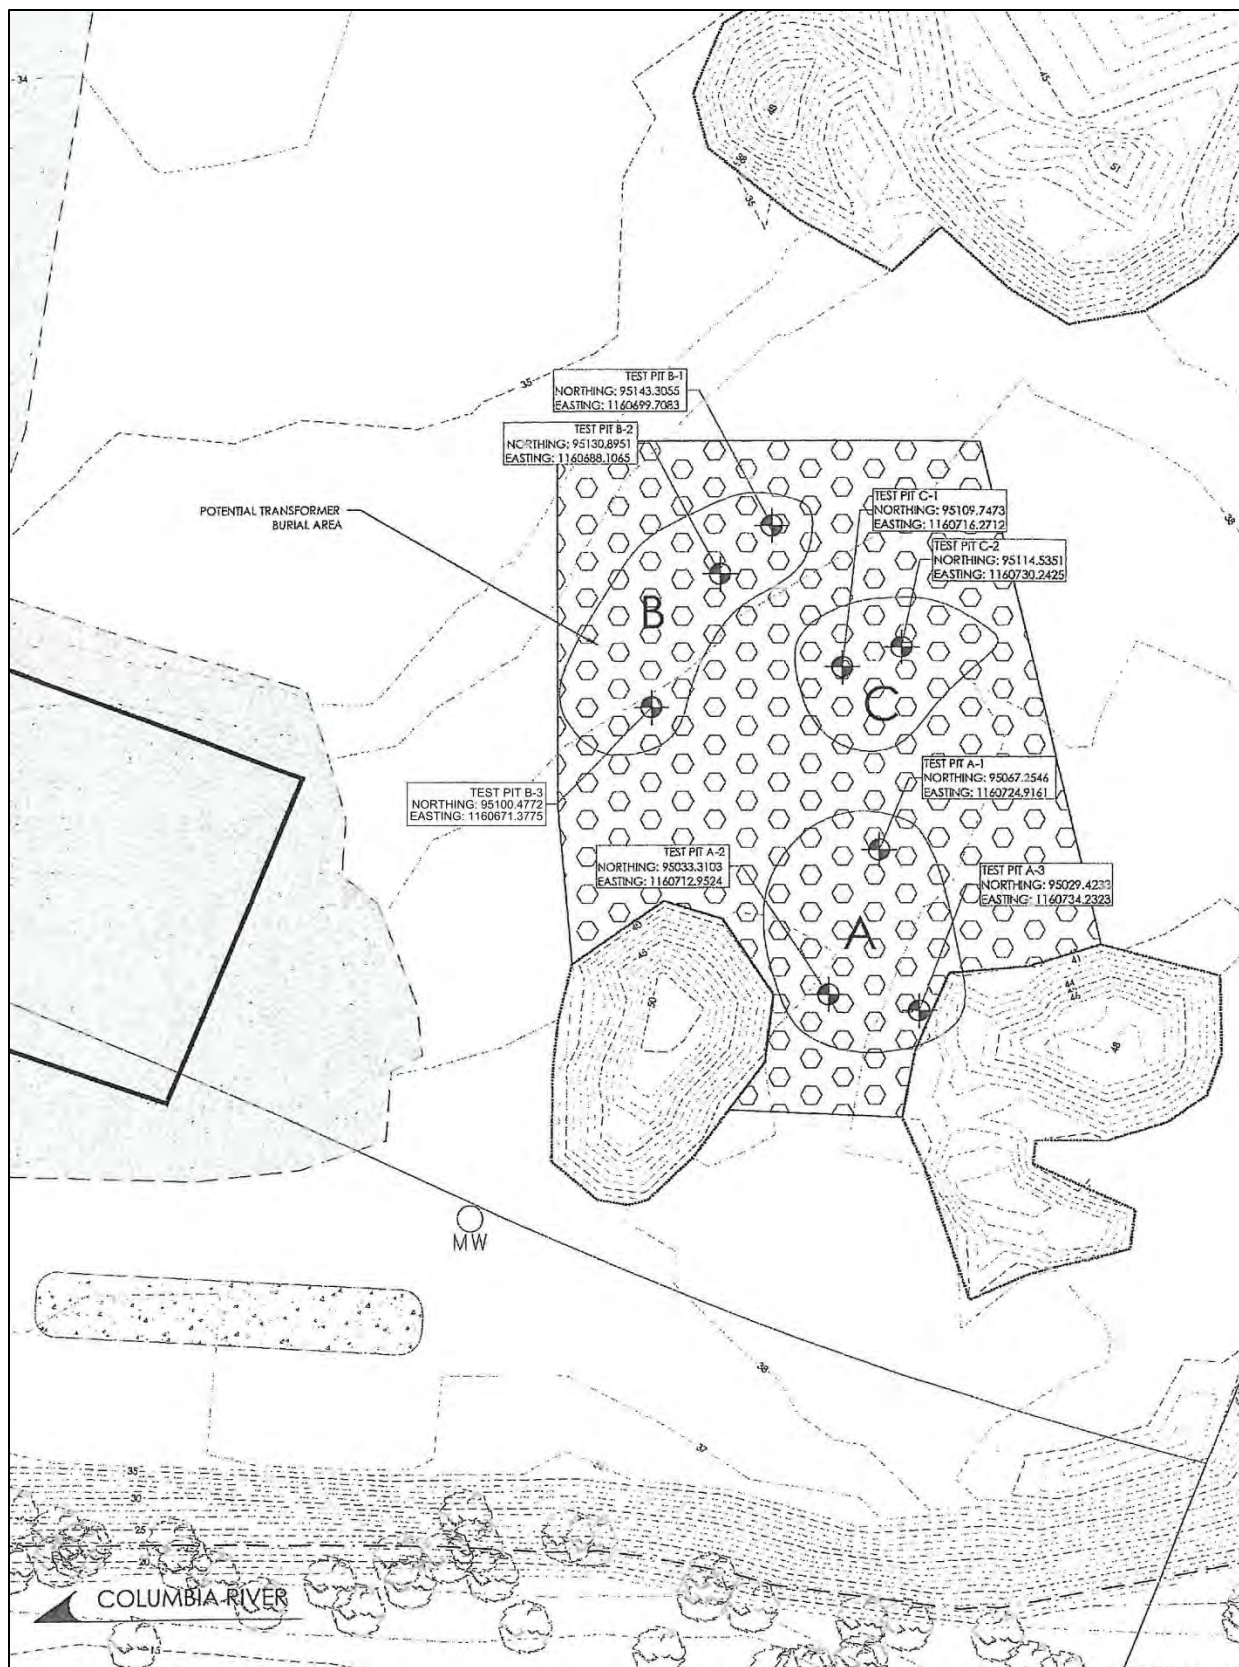 34
45
49
51
38
36
35
TEST PIT B-1
NORTHING: 95143.3055
EASTING: 1160699.7083
TEST PIT B-2
NORTHING: 95130.8951
EASTING: 1160688.1065
POTENTIAL TRANSFORMER
BURIAL AREA
TEST PIT C-1
NORTHING: 95109.7473
EASTING: 1160716.2712
TEST PIT C-2
NORTHING: 95114.5351
EASTING: 1160730.2425
B
C
TEST PIT A-1
NORTHING: 95067.2546
EASTING: 1160724.9161
TEST PIT B-3
NORTHING: 95100.4772
EASTING: 1160671.3775
TEST PIT A-2
NORTHING: 95033.3103
EASTING: 1160712.9524
TEST PIT A-3
NORTHING: 95029.4233
EASTING: 1160734.2323
A
40
45
50
41
44
46
48
MW
38
37
35
30
25
20
COLUMBIA RIVER
15